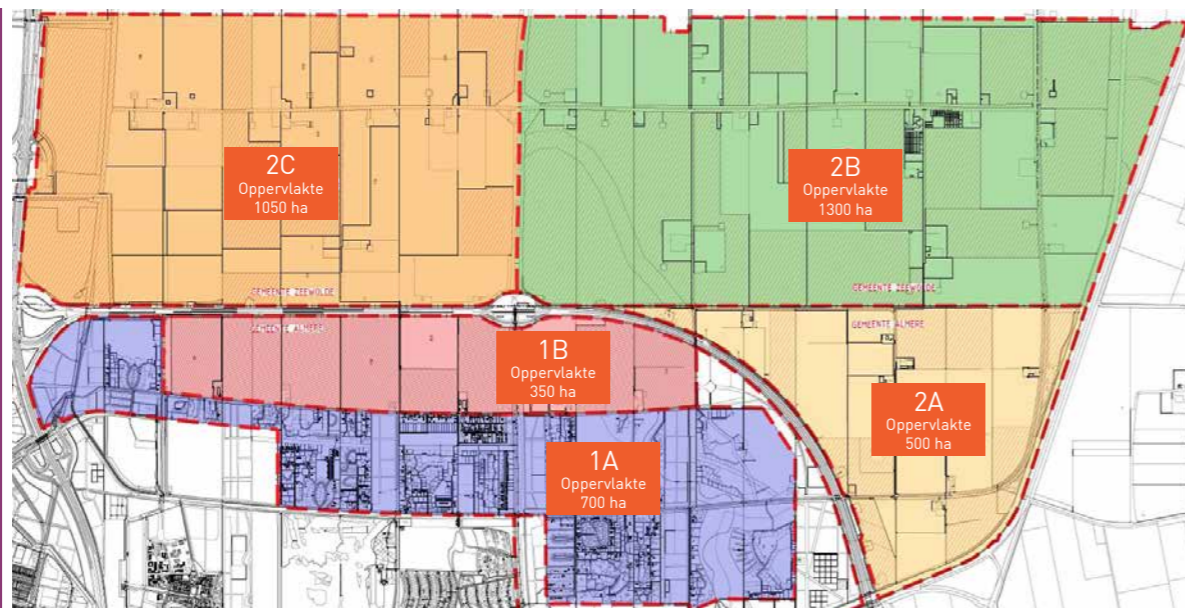 2C
Oppervlakte
1050 ha
2B
Oppervlakte
1300 ha
GEMEENTE ZEEWOLDE
GEMEENTE ZEEWOLDE
GEMEENTE ALMERE
GEMEENTE ALMERE
1B
Oppervlakte
350 ha
2A
Oppervlakte
500 ha
1A
Oppervlakte
700 ha